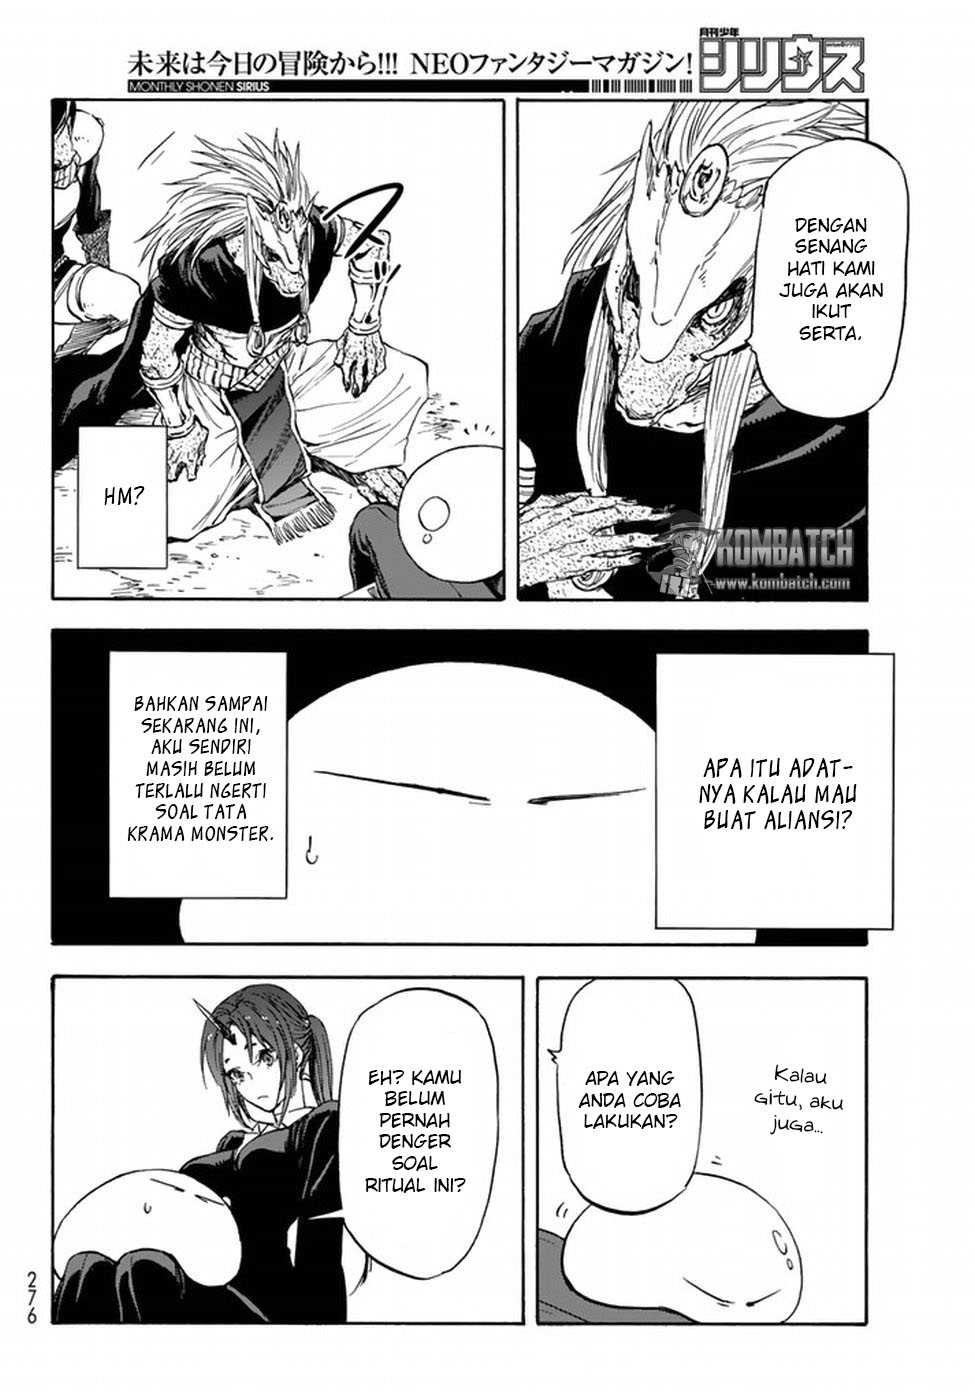 未来は今日の冒険から!!! NEOファンタジーマガジン!
月刊少年
シリウス
MONTHLY SHONEN SIRIUS
DENGAN
SENANG
HATI KAMI
JUGA AKAN
IKUT
SERTA.
HM?
KOMBATCH
www.kombatch.com
APA ITU ADAT-
NYA KALAU MAU
BUAT ALIANSI?
BAHKAN SAMPAI
SEKARANG INI,
AKU SENDIRI
MASIH BELUM
TERLALU NGERTI
SOAL TATA
KRAMA MONSTER.
Kalau
gitu, aku
juga...
APA YANG
ANDA COBA
LAKUKAN?
EH? KAMU
BELUM
PERNAH
DENGER
SOAL
RITUAL INI?
276